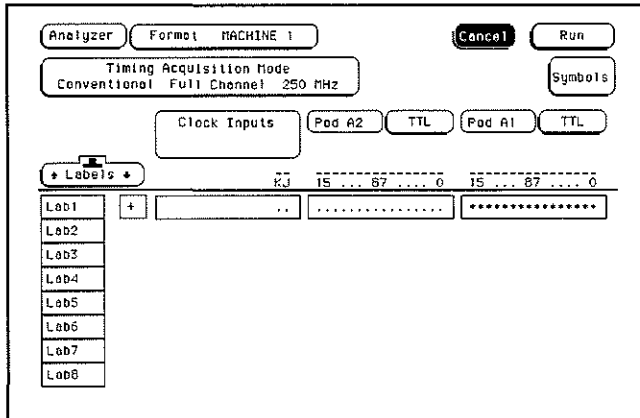 Analyzer Format MACHINE 1 Cancel Run
Timing Acquisition Mode
Conventional Full Channel 250 MHz
Symbols
Clock Inputs Pod A2 TTL Pod A1 TTL
Labels
KJ 15 ... 87 .... 0 15 ... 87 .... 0
Lab1 + .. ................ ****************
Lab2
Lab3
Lab4
Lab5
Lab6
Lab7
Lab8